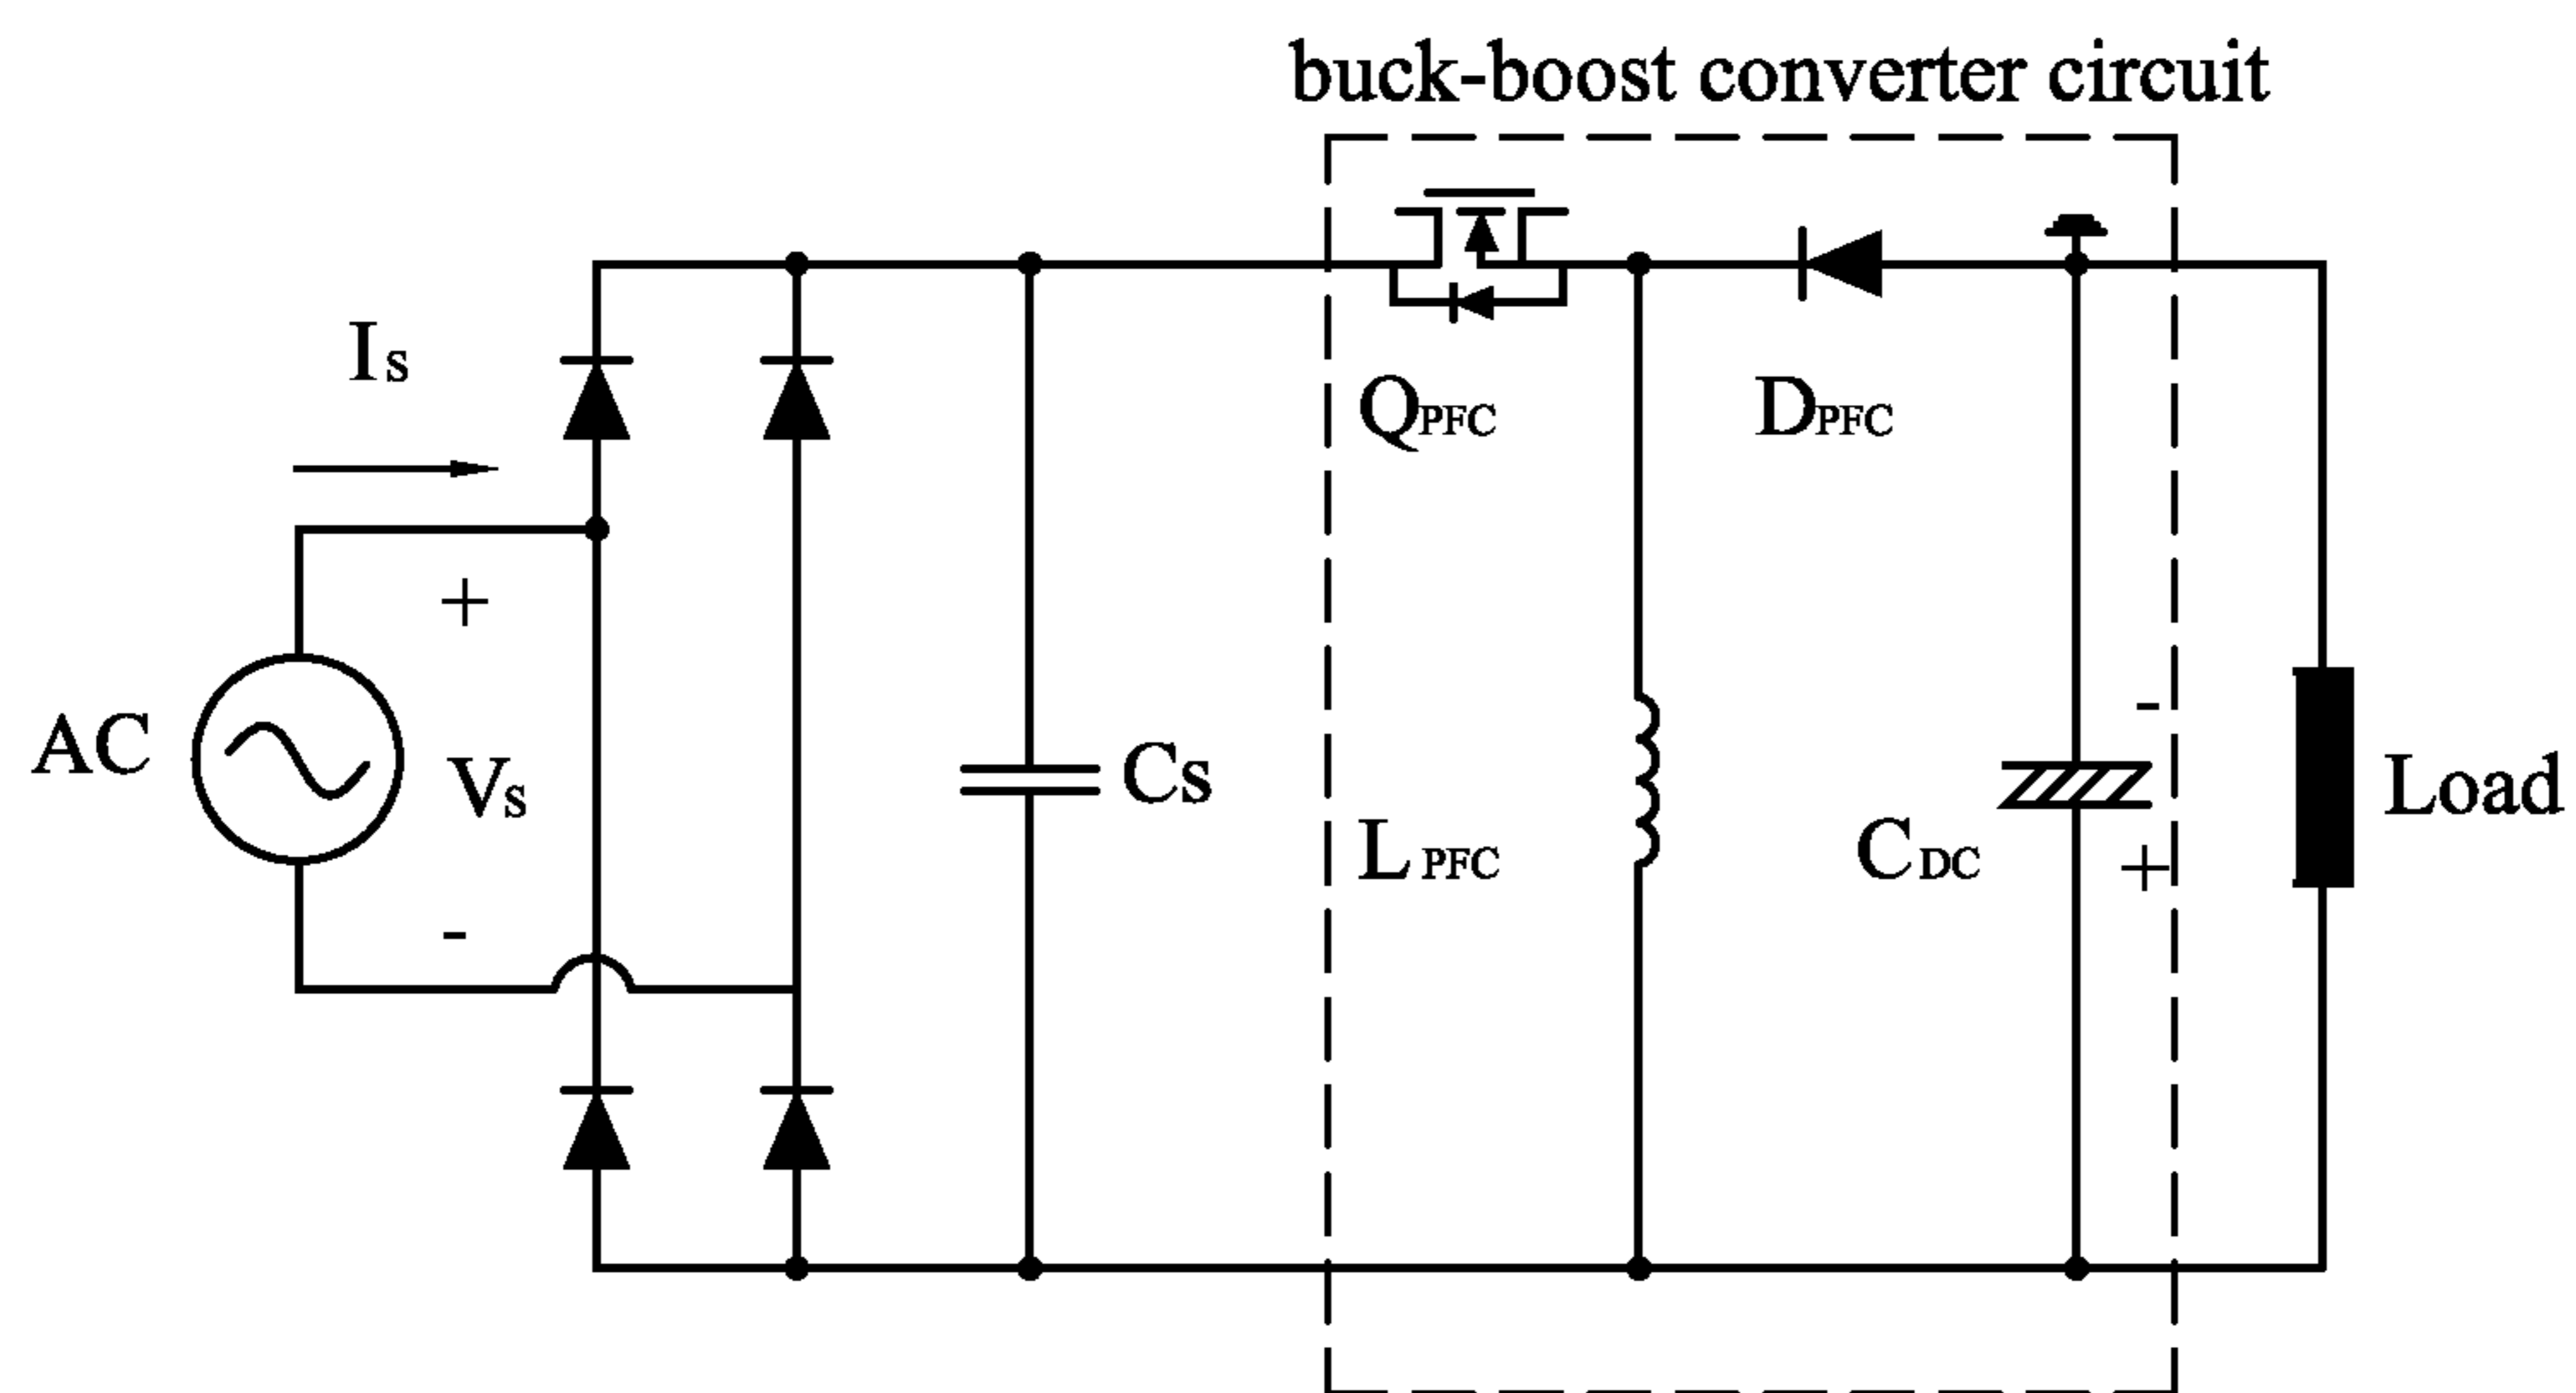 buck-boost converter circuit
Is
QPFC
DPFC
+
-
AC
Vs
Cs
Load
LPFC
CDC
+
-